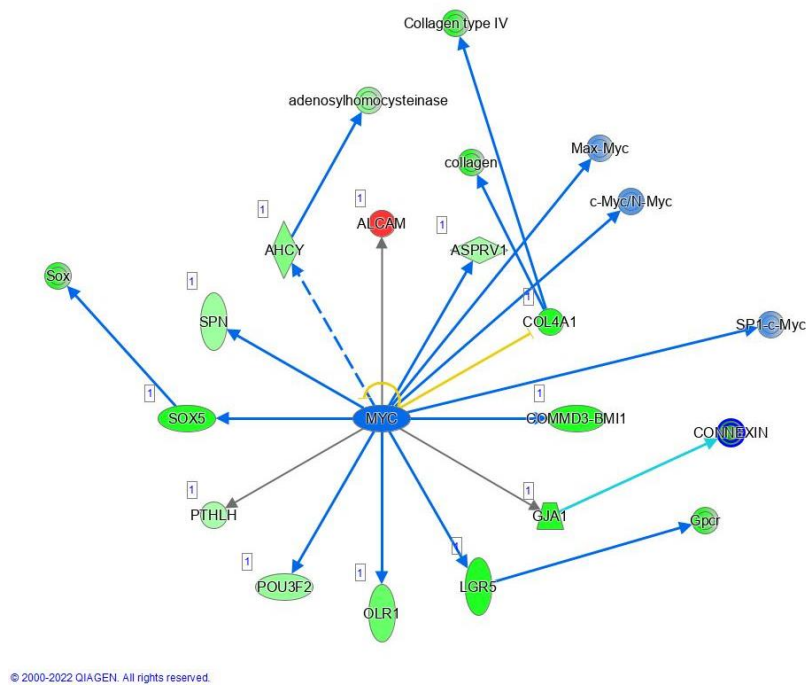 Collagen type IV
adenosylhomocysteinase
Max-Myc
collagen
1
c-Myc/N-Myc
1
ALCAM
1
AHCY
ASPRV1
Sox
1
1
SPN
COL4A1
SP1-c-Myc
1
1
SOX5
MYC
COMMD3-BMI1
CONNEXIN
1
1
PTHLH
GJA1
Gpcr
1
1
1
POU3F2
LGR5
OLR1
© 2000-2022 QIAGEN. All rights reserved.